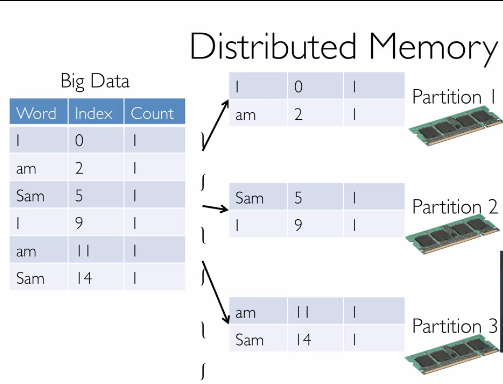 Distributed Memory
Big Data
Word Index Count
I 0 1
am 2 1
Sam 5 1
I 9 1
am 11 1
Sam 14 1
I 0 1
am 2 1
Partition 1
Sam 5 1
I 9 1
Partition 2
am 11 1
Sam 14 1
Partition 3